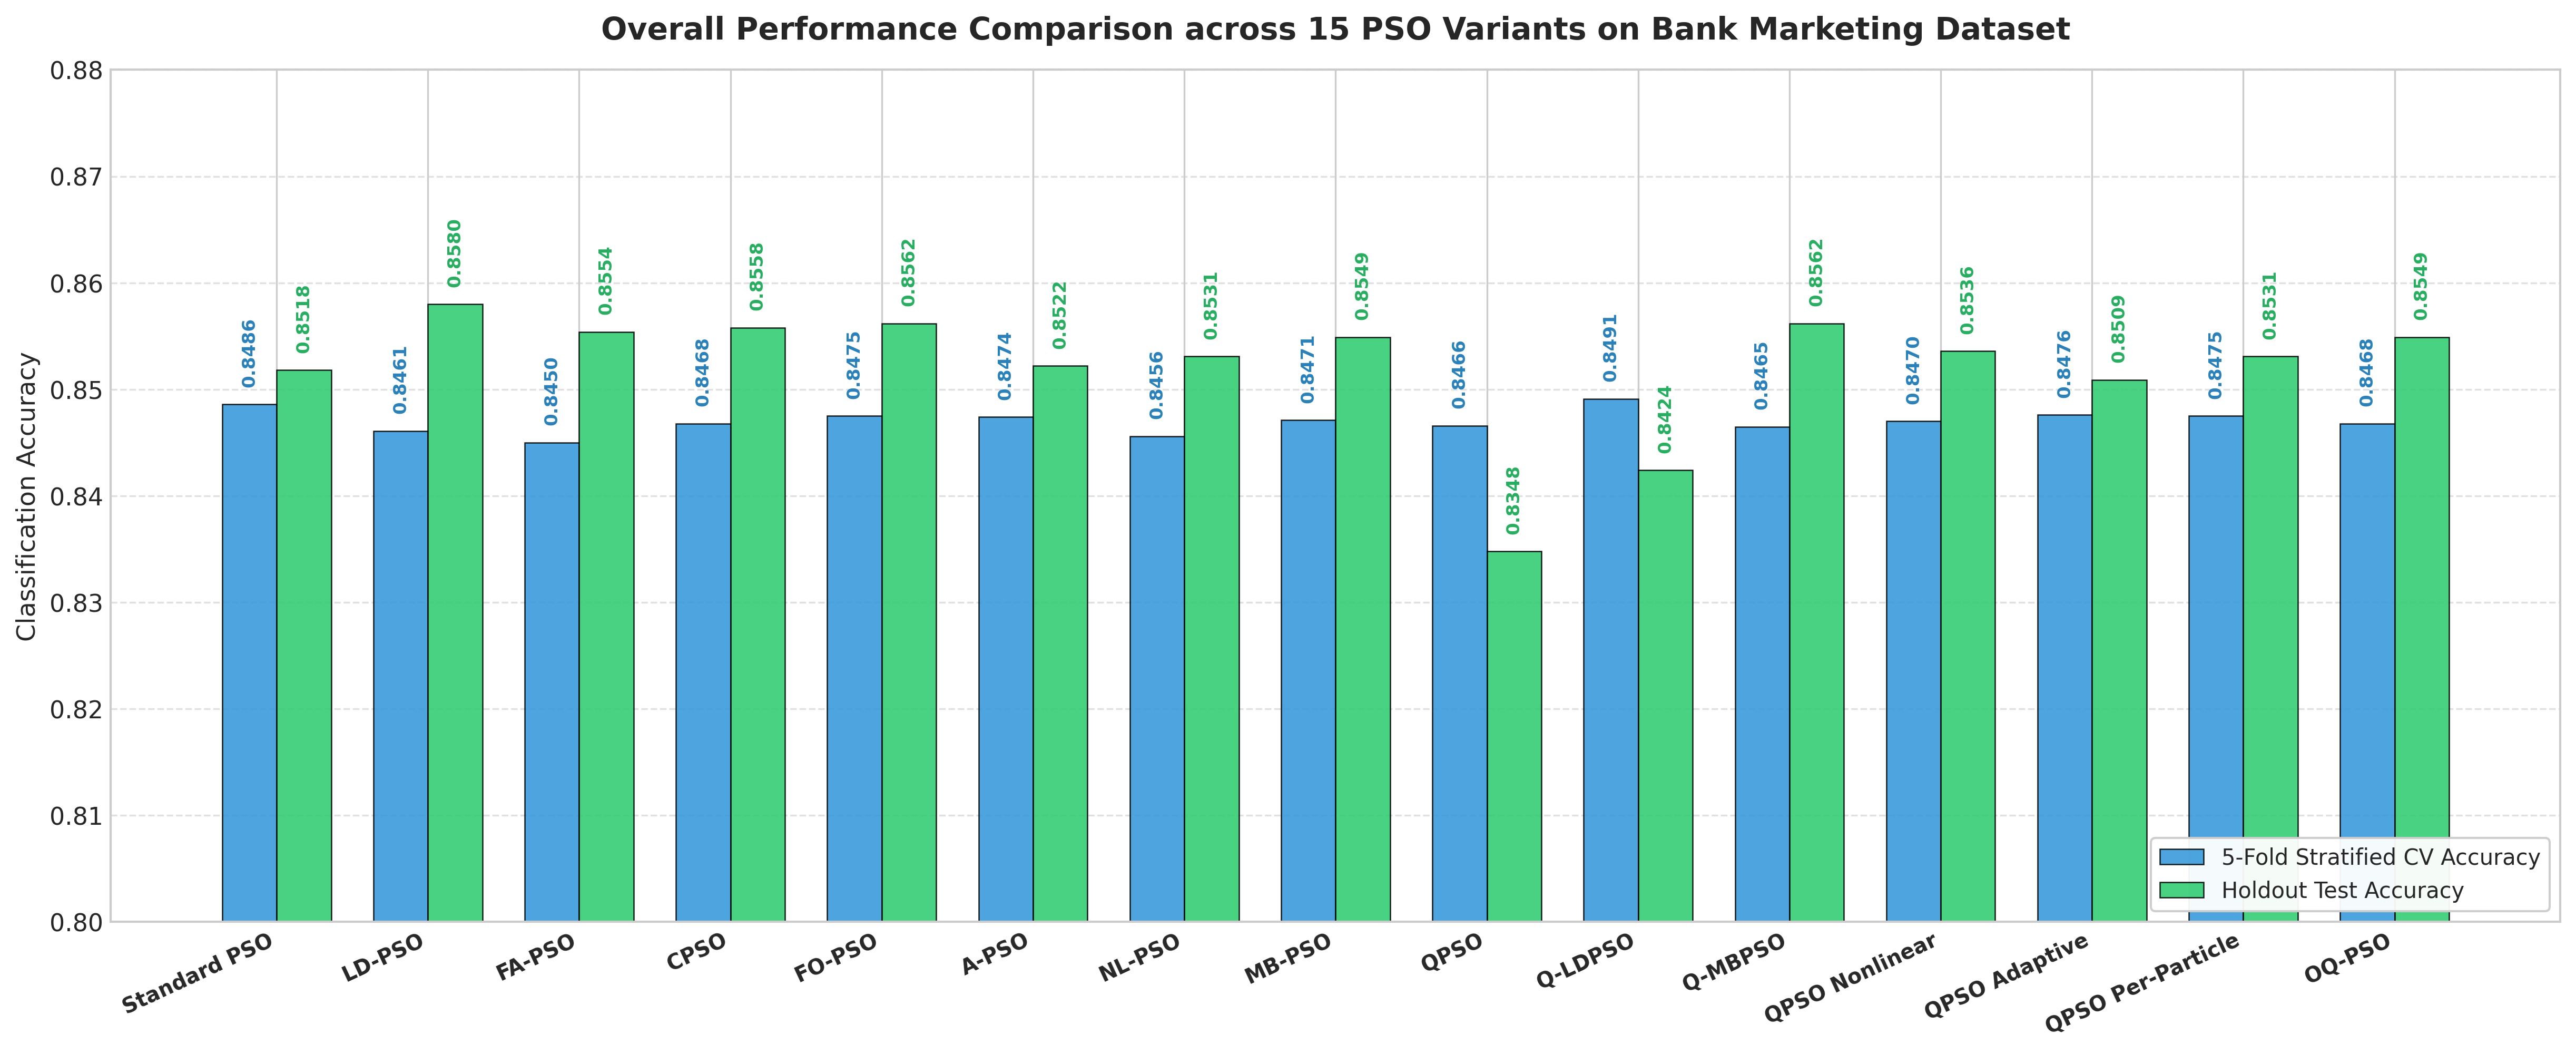 Overall Performance Comparison across 15 PSO Variants on Bank Marketing Dataset
Classification Accuracy
0.88
0.87
0.86
0.85
0.84
0.83
0.82
0.81
0.80
0.8486
0.8518
0.8461
0.8580
0.8450
0.8554
0.8468
0.8558
0.8475
0.8562
0.8474
0.8522
0.8456
0.8531
0.8471
0.8549
0.8466
0.8348
0.8491
0.8424
0.8465
0.8562
0.8470
0.8536
0.8476
0.8509
0.8475
0.8531
0.8468
0.8549
5-Fold Stratified CV Accuracy
Holdout Test Accuracy
Standard PSO
LD-PSO
FA-PSO
CPSO
FO-PSO
A-PSO
NL-PSO
MB-PSO
QPSO
Q-LDPSO
Q-MBPSO
QPSO Nonlinear
QPSO Adaptive
QPSO Per-Particle
OQ-PSO